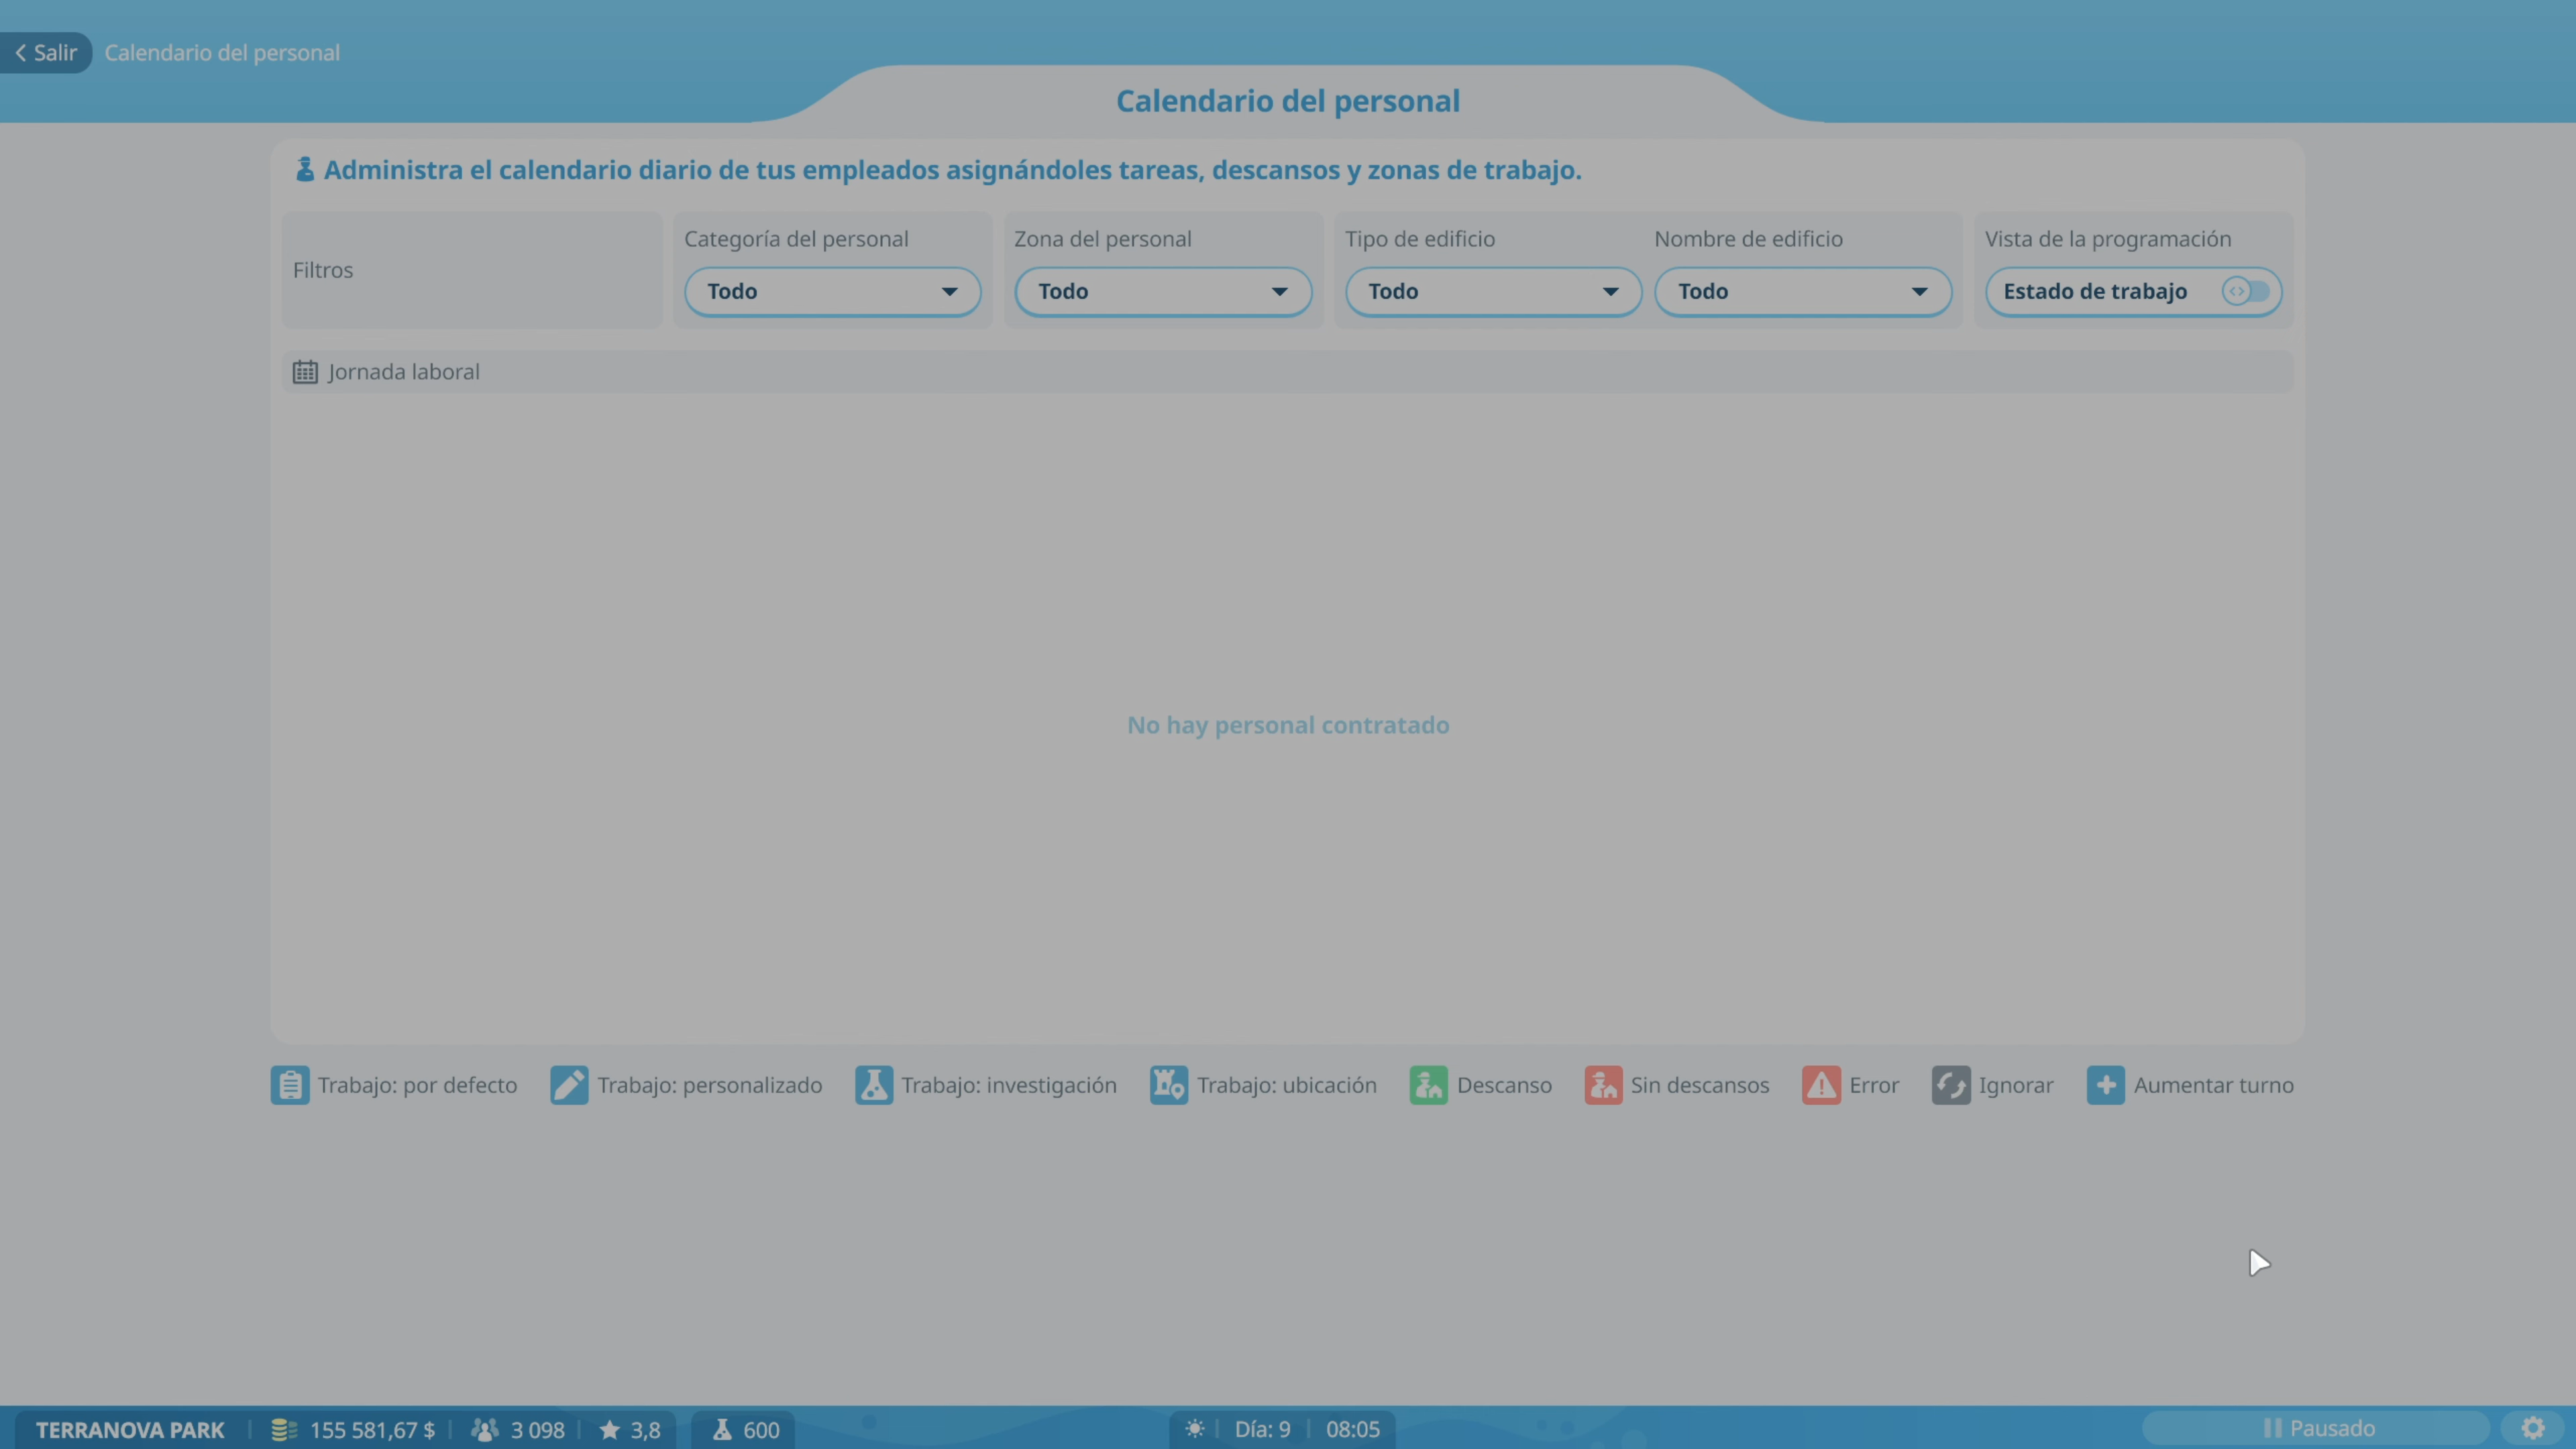 Salir
Calendario del personal
Calendario del personal
Administra el calendario diario de tus empleados asignándoles tareas, descansos y zonas de trabajo.
Filtros
Categoría del personal
Todo
Zona del personal
Todo
Tipo de edificio
Todo
Nombre de edificio
Todo
Vista de la programación
Estado de trabajo
Jornada laboral
No hay personal contratado
Trabajo: por defecto
Trabajo: personalizado
Trabajo: investigación
Trabajo: ubicación
Descanso
Sin descansos
Error
Ignorar
Aumentar turno
TERRANOVA PARK
155 581,67 $
3 098
3,8
600
Día: 9
08:05
Pausado